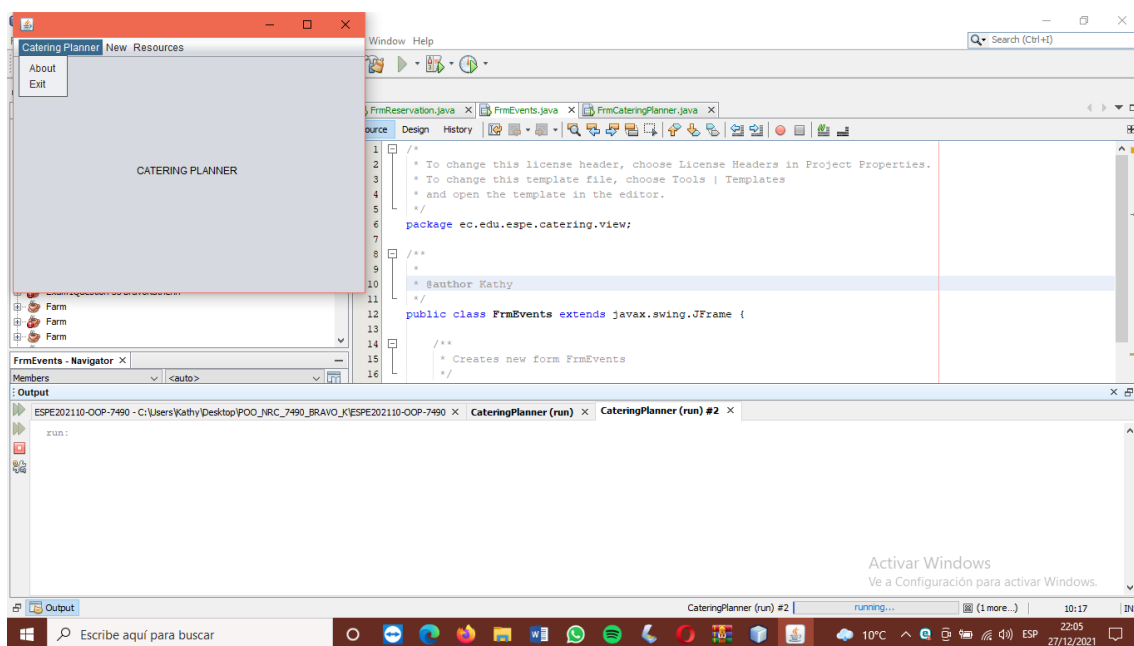 Catering Planner New Resources
About
Exit
CATERING PLANNER
Window Help
Search (Ctrl+I)
FrmReservation.java
FrmEvents.java
FrmCateringPlanner.java
Design History
1 /*
2 * To change this license header, choose License Headers in Project Properties.
3 * To change this template file, choose Tools | Templates
4 * and open the template in the editor.
5 */
6 package ec.edu.espe.catering.view;
7
8 /**
9 *
10 * @author Kathy
11 */
12 public class FrmEvents extends javax.swing.JFrame {
13
14 /**
15 * Creates new form FrmEvents
16 */
Farm
Farm
Farm
FrmEvents - Navigator
Members <auto>
Output
ESPE202110-OOP-7490 - C:\Users\Kathy\Desktop\POO_NRC_7490_BRAVO_K\ESPE202110-OOP-7490
CateringPlanner (run)
CateringPlanner (run) #2
run:
Activar Windows
Ve a Configuración para activar Windows.
Output
CateringPlanner (run) #2 running... (1 more...) 10:17 IN
Escribe aquí para buscar
10°C ESP 22:05
27/12/2021